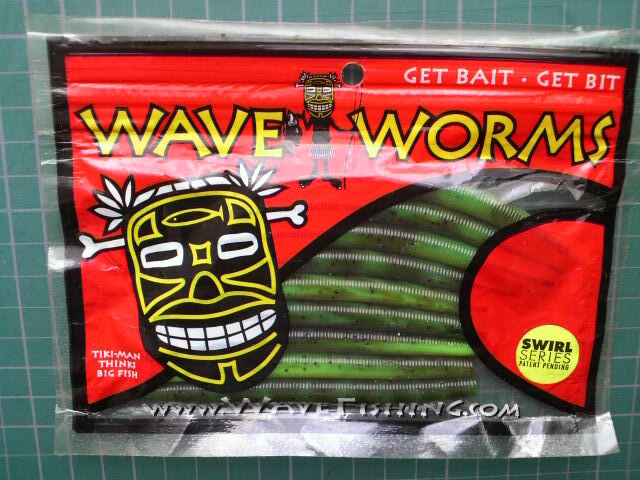 GET BAIT · GET BIT
WAVE WORMS
TIKI-MAN
THINKS
BIG FISH
SWIRL
SERIES
PATENT PENDING
www.WaveFishing.com